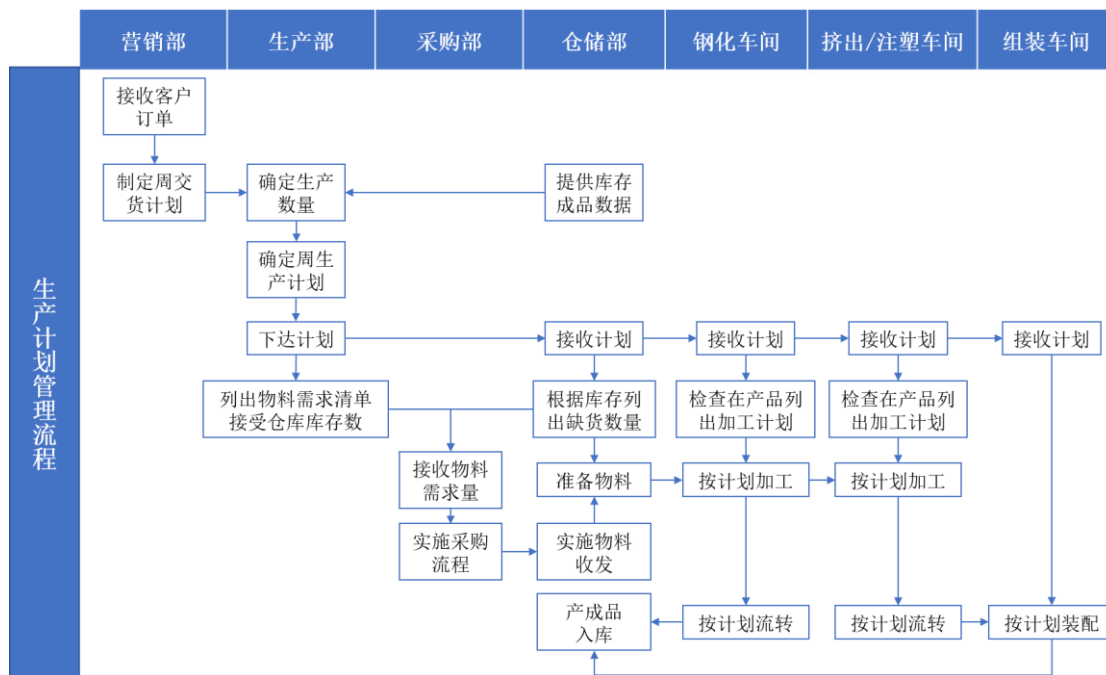 营销部
生产部
采购部
仓储部
钢化车间
挤出/注塑车间
组装车间
生产计划管理流程
接收客户
订单
制定周交
货计划
确定生产
数量
提供库存
成品数据
确定周生
产计划
下达计划
接收计划
接收计划
接收计划
接收计划
列出物料需求清单
接受仓库库存数
根据库存列
出缺货数量
检查在产品列
出加工计划
检查在产品列
出加工计划
接收物料
需求量
准备物料
按计划加工
按计划加工
实施采购
流程
实施物料
收发
产成品
入库
按计划流转
按计划流转
按计划装配